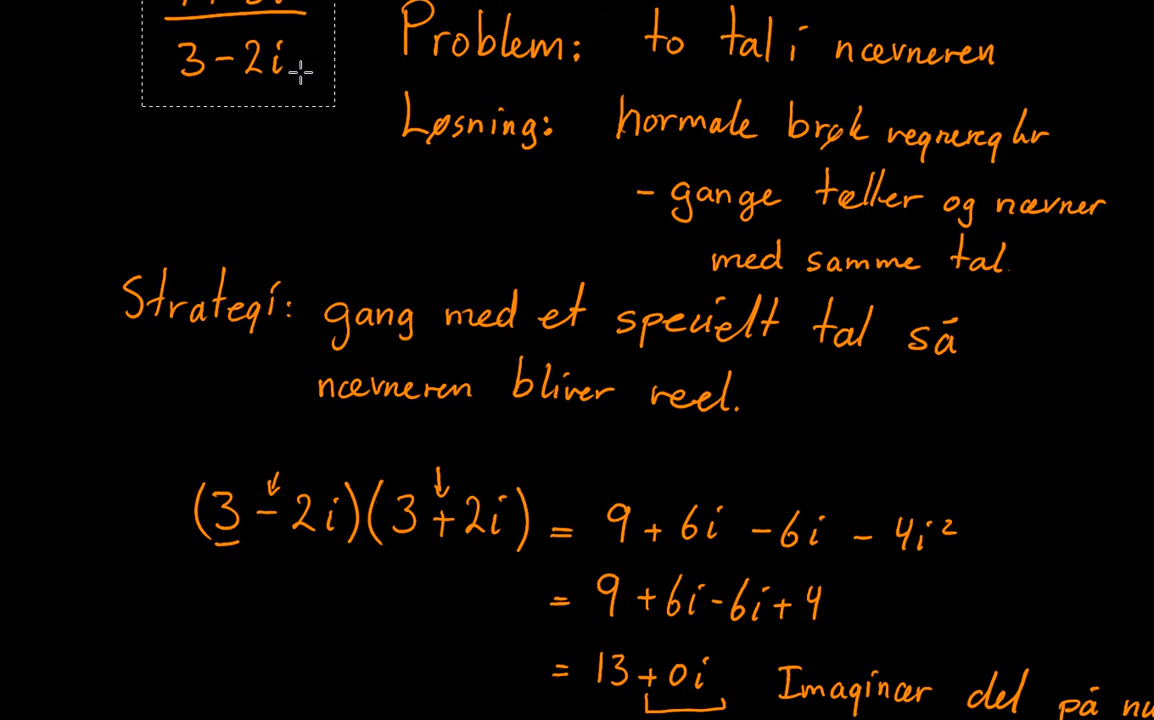 3 - 2i
Problem: to tal i nævneren
Løsning: normale brøk regneregler
- gange tæller og nævner
med samme tal.
Strategi: gang med et specielt tal så
nævneren bliver reel.
(3 - 2i)(3 + 2i) = 9 + 6i - 6i - 4i²
= 9 + 6i - 6i + 4
= 13 + 0i Imaginær del på